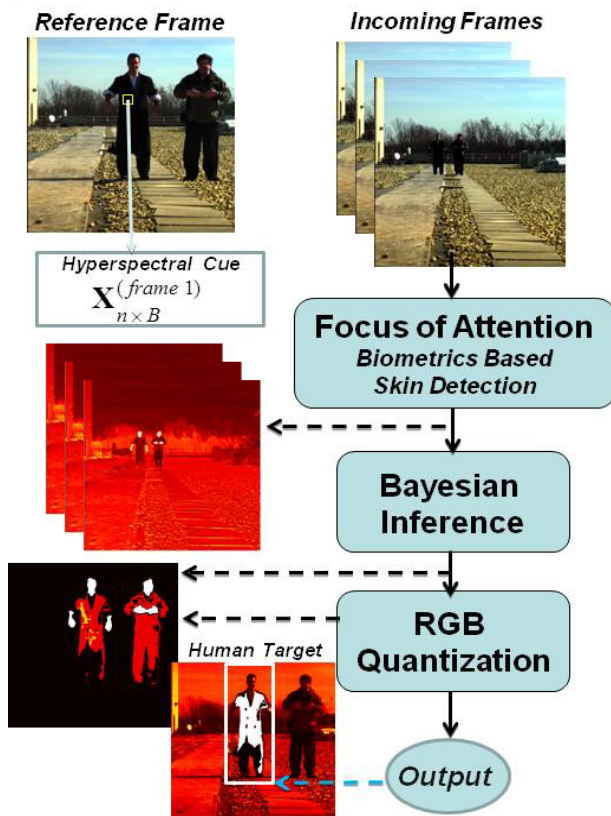 Reference Frame
Incoming Frames
Hyperspectral Cue
X (frame 1) n × B
Focus of Attention
Biometrics Based
Skin Detection
Bayesian
Inference
RGB
Quantization
Human Target
Output